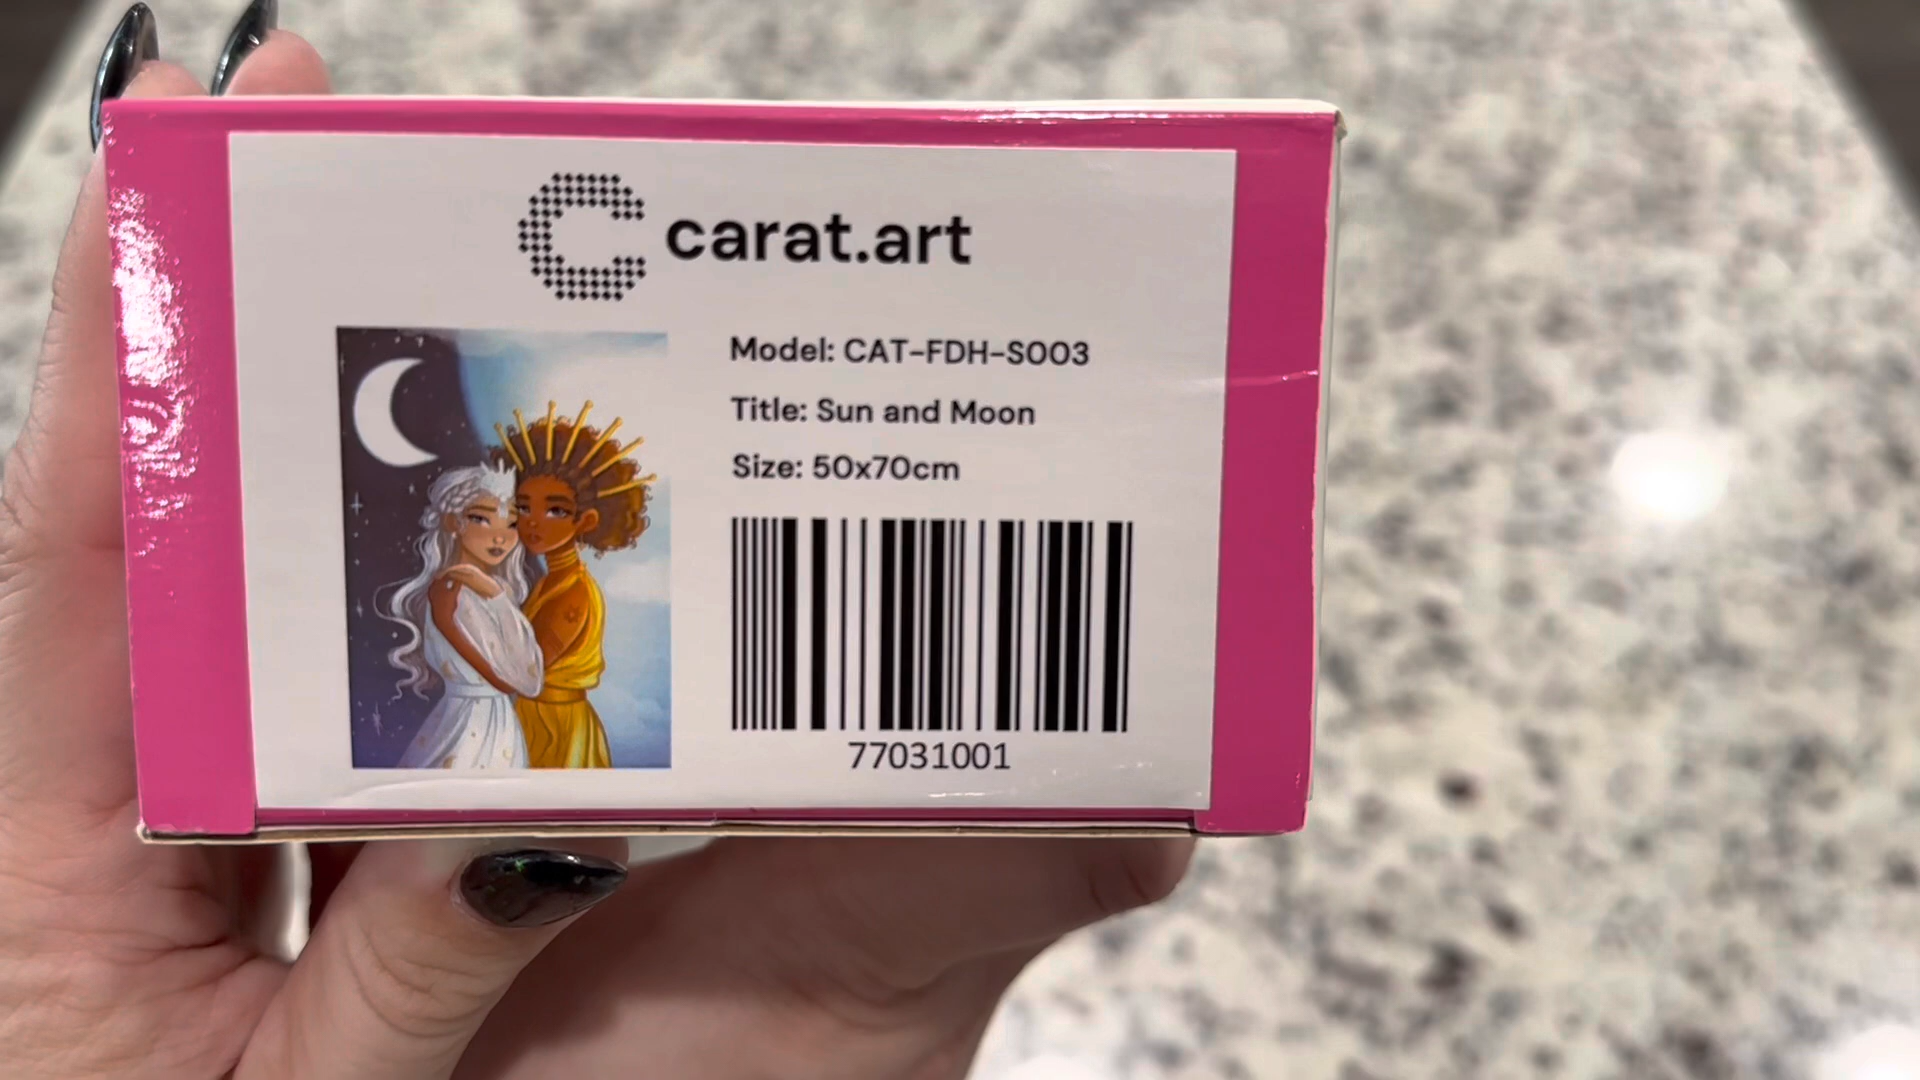 carat.art
Model: CAT-FDH-S003
Title: Sun and Moon
Size: 50x70cm
77031001